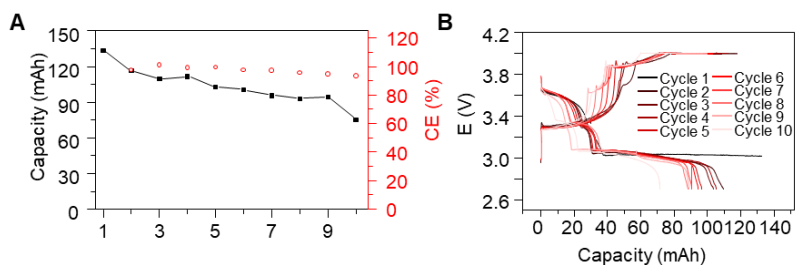 A
Capacity (mAh)
150
120
90
60
30
0
1
3
5
7
9
120
100
80
60
40
20
0
CE (%)
B
E (V)
4.2
3.8
3.4
3.0
2.6
Cycle 1
Cycle 2
Cycle 3
Cycle 4
Cycle 5
Cycle 6
Cycle 7
Cycle 8
Cycle 9
Cycle 10
0 20 40 60 80 100 120 140
Capacity (mAh)